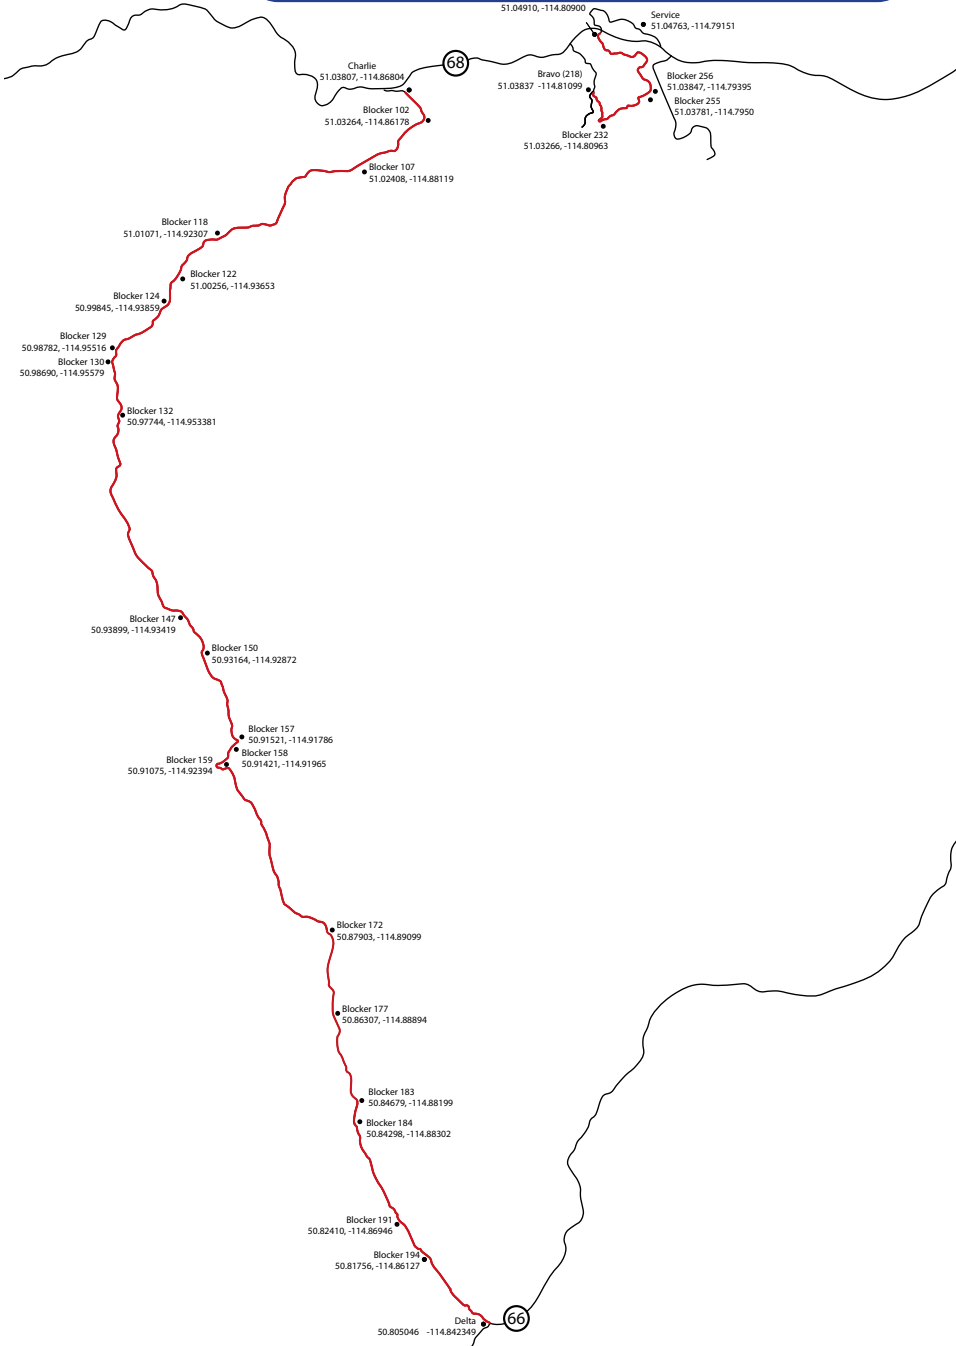 51.04910, -114.80900
Service
51.04763, -114.79151
68
Charlie
51.03807, -114.86804
Bravo (218)
51.03837  -114.81099
Blocker 256
51.03847, -114.79395
Blocker 255
51.03781, -114.7950
Blocker 102
51.03264, -114.86178
Blocker 232
51.03266, -114.80963
Blocker 107
51.02408, -114.88119
Blocker 118
51.01071, -114.92307
Blocker 122
51.00256, -114.93653
Blocker 124
50.99845, -114.93859
Blocker 129
50.98782, -114.95516
Blocker 130
50.98690, -114.95579
Blocker 132
50.97744, -114.953381
Blocker 147
50.93899, -114.93419
Blocker 150
50.93164, -114.92872
Blocker 157
50.91521, -114.91786
Blocker 158
50.91421, -114.91965
Blocker 159
50.91075, -114.92394
Blocker 172
50.87903, -114.89099
Blocker 177
50.86307, -114.88894
Blocker 183
50.84679, -114.88199
Blocker 184
50.84298, -114.88302
Blocker 191
50.82410, -114.86946
Blocker 194
50.81756, -114.86127
Delta
50.805046  -114.842349
66